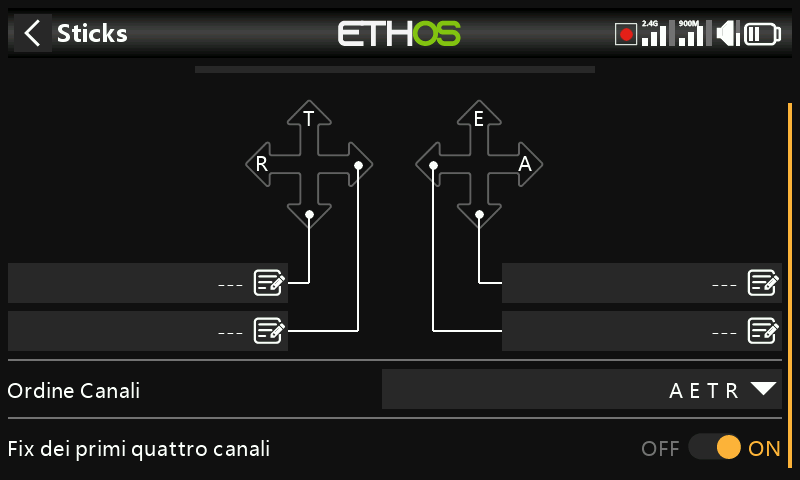 Sticks
ETHOS
2.4G
900M
T
E
R
A
---
---
---
---
Ordine Canali
A E T R
Fix dei primi quattro canali
OFF
ON